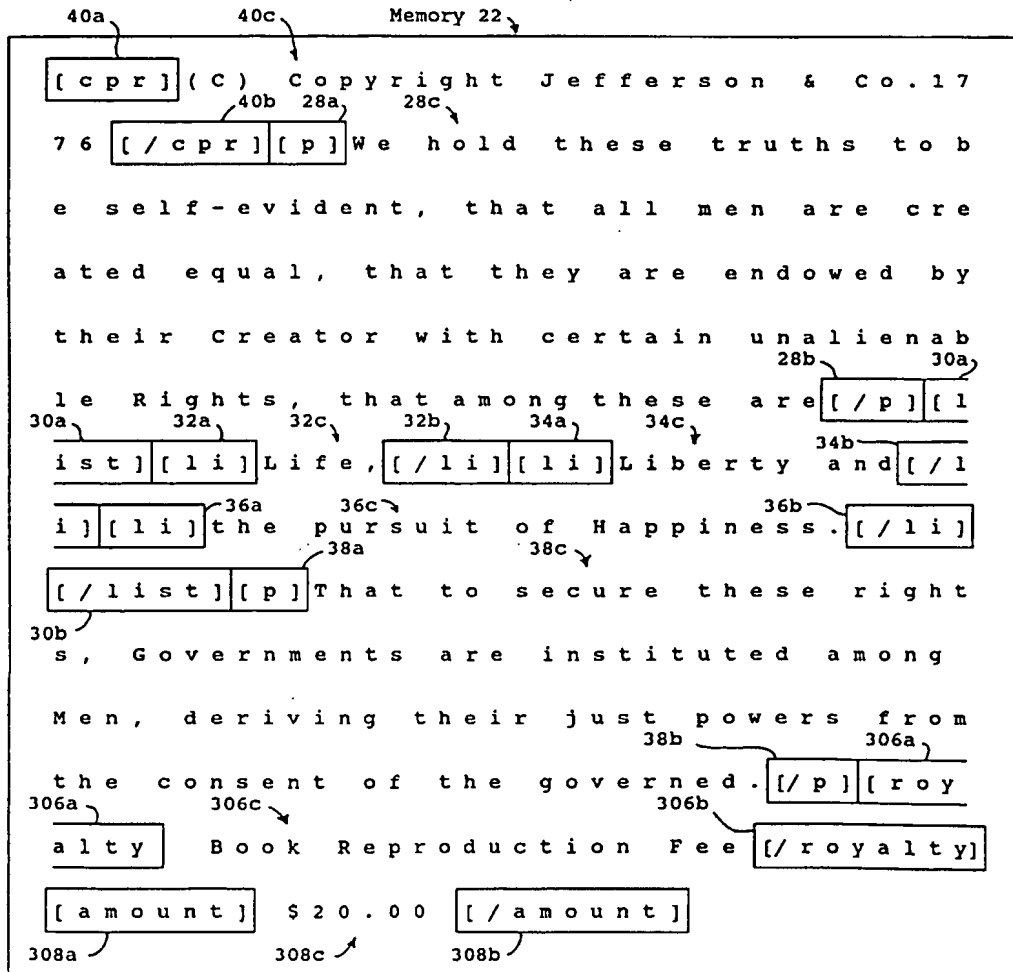 40a 40c Memory 22
[cpr](C) Copyright Jefferson & Co.17
40b 28a 28c
76 [/cpr][p]We hold these truths to b
e self-evident, that all men are cre
ated equal, that they are endowed by
their Creator with certain unalienab
28b 30a
le Rights, that among these are[/p][l
30a 32a 32c 32b 34a 34c 34b
ist][li]Life,[/li][li]Liberty and[/l
36a 36c 36b
i][li]the pursuit of Happiness.[/li]
38a 38c
[/list][p]That to secure these right
30b
s, Governments are instituted among
Men, deriving their just powers from
38b 306a
the consent of the governed.[/p][roy
306a 306c 306b
alty Book Reproduction Fee [/royalty]
[amount] $20.00 [/amount]
308a 308c 308b